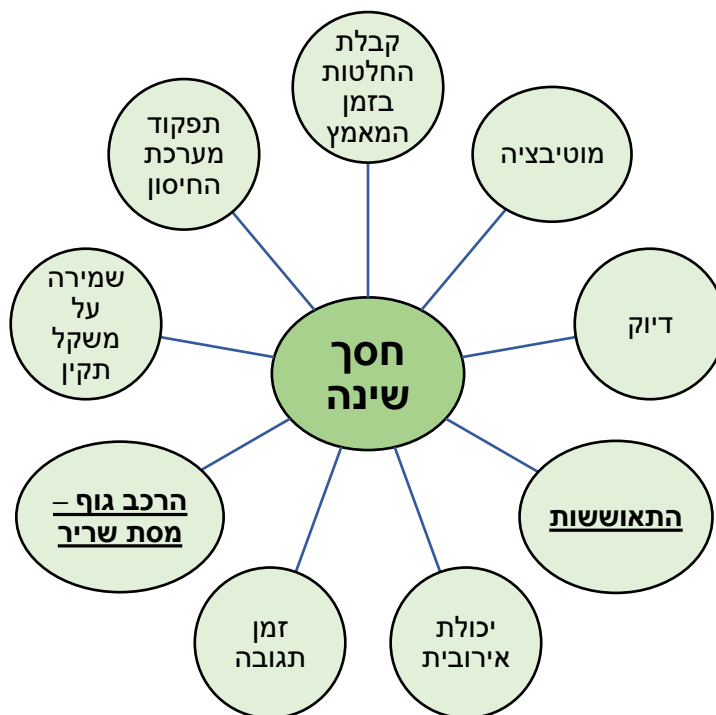 קבלת
החלטות
בזמן
המאמץ
מוטיבציה
דיוק
התאוששות
יכולת
אירובית
זמן
תגובה
הרכב גוף –
מסת שריר
שמירה
על
משקל
תקין
תפקוד
מערכת
החיסון
חסך
שינה